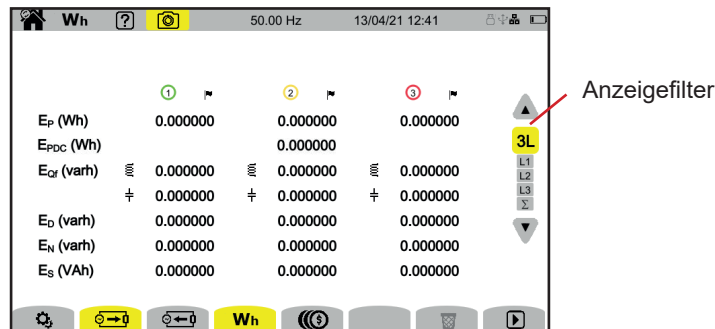 Wh ? 50.00 Hz 13/04/21 12:41
1 2 3
Anzeigefilter
EP (Wh) 0.000000 0.000000 0.000000
EPDC (Wh) 0.000000
3L
EQf (varh) 0.000000 0.000000 0.000000
L1
L2
0.000000 0.000000 0.000000
L3
Σ
ED (varh) 0.000000 0.000000 0.000000
EN (varh) 0.000000 0.000000 0.000000
ES (VAh) 0.000000 0.000000 0.000000
Wh $